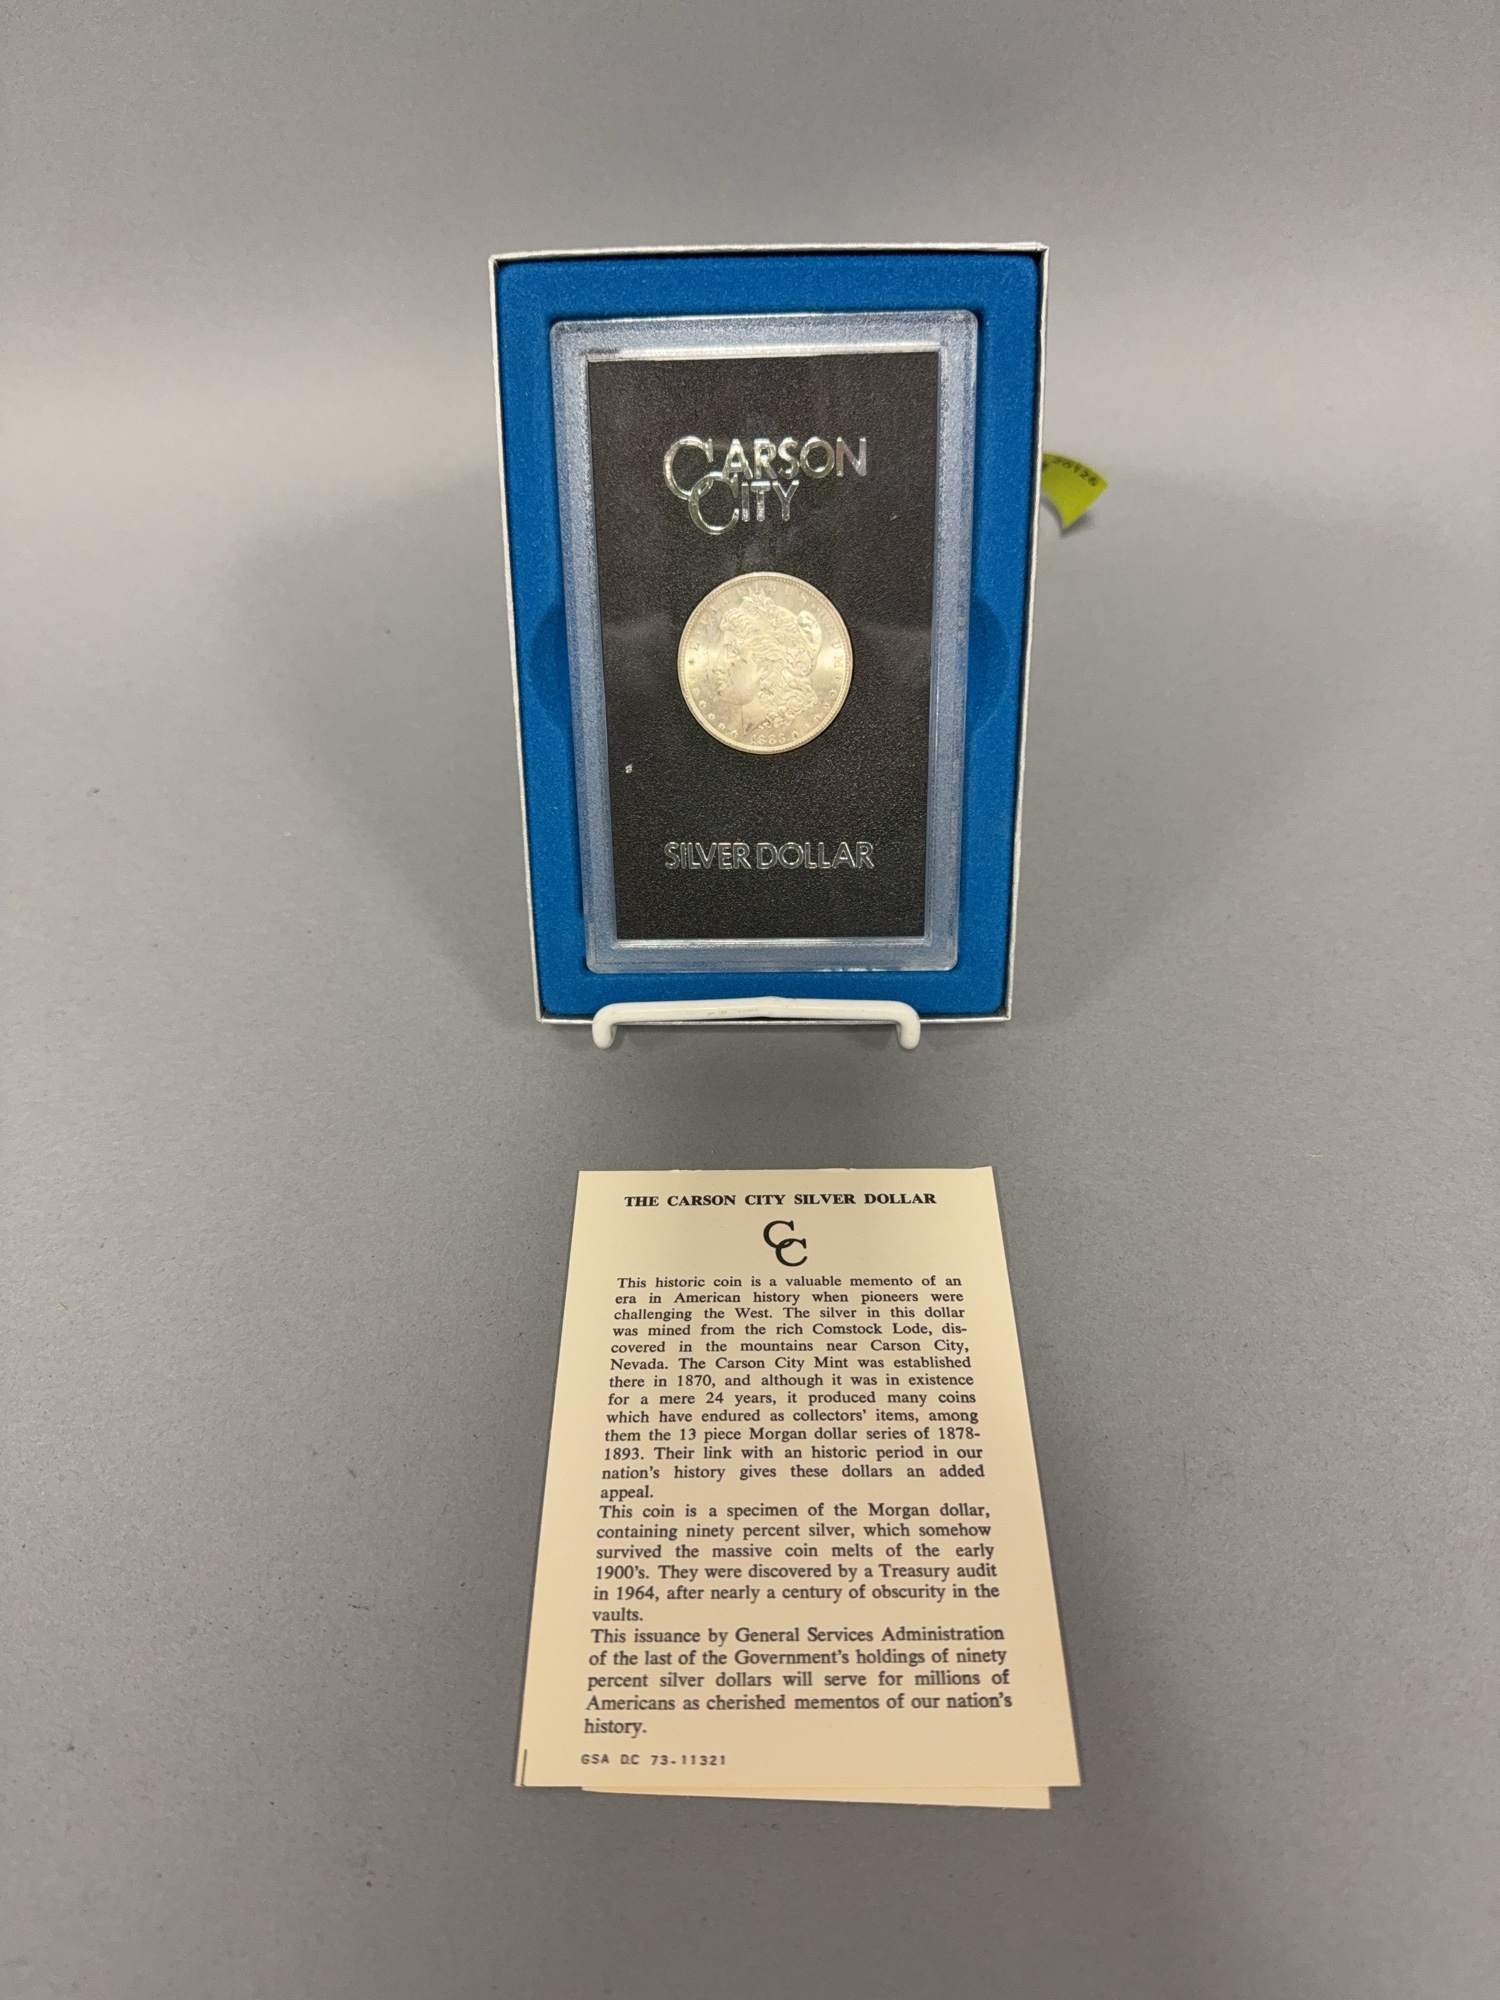 CARSON
CITY
1883
SILVER DOLLAR
THE CARSON CITY SILVER DOLLAR
CC
This historic coin is a valuable memento of an
era in American history when pioneers were
challenging the West. The silver in this dollar
was mined from the rich Comstock Lode, dis-
covered in the mountains near Carson City,
Nevada. The Carson City Mint was established
there in 1870, and although it was in existence
for a mere 24 years, it produced many coins
which have endured as collectors' items, among
them the 13 piece Morgan dollar series of 1878-
1893. Their link with an historic period in our
nation's history gives these dollars an added
appeal.
This coin is a specimen of the Morgan dollar,
containing ninety percent silver, which somehow
survived the massive coin melts of the early
1900's. They were discovered by a Treasury audit
in 1964, after nearly a century of obscurity in the
vaults.
This issuance by General Services Administration
of the last of the Government's holdings of ninety
percent silver dollars will serve for millions of
Americans as cherished mementos of our nation's
history.
GSA DC 73-11321